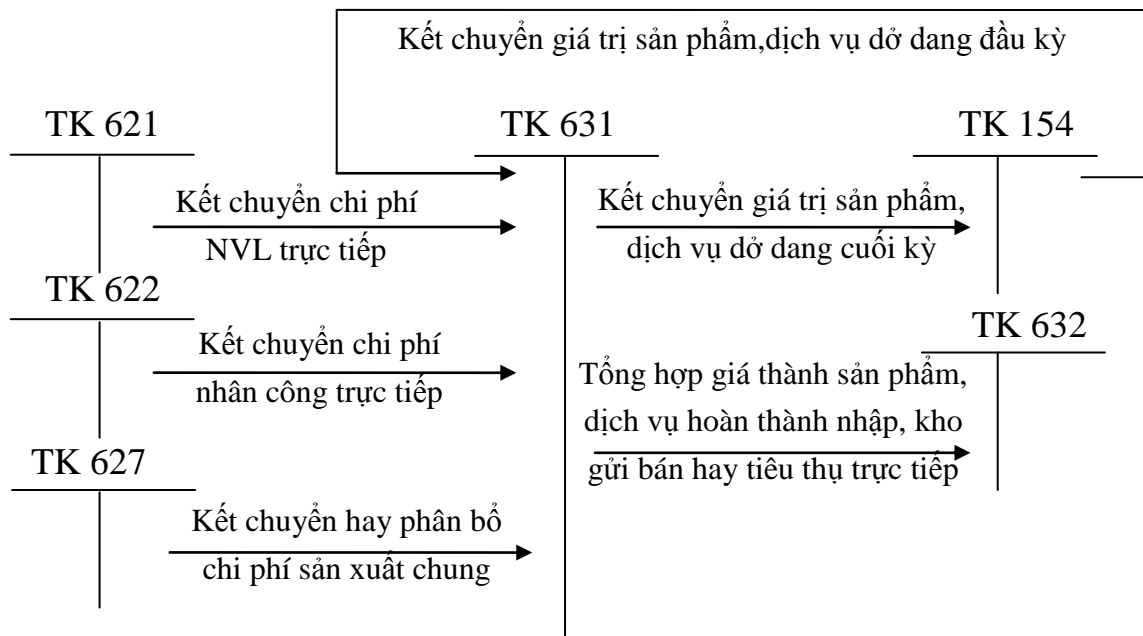 Kết chuyển giá trị sản phẩm,dịch vụ dở dang đầu kỳ
TK 621
TK 631
TK 154
Kết chuyển chi phí
NVL trực tiếp
Kết chuyển giá trị sản phẩm,
dịch vụ dở dang cuối kỳ
TK 622
TK 632
Kết chuyển chi phí
nhân công trực tiếp
Tổng hợp giá thành sản phẩm,
dịch vụ hoàn thành nhập, kho
gửi bán hay tiêu thụ trực tiếp
TK 627
Kết chuyển hay phân bổ
chi phí sản xuất chung